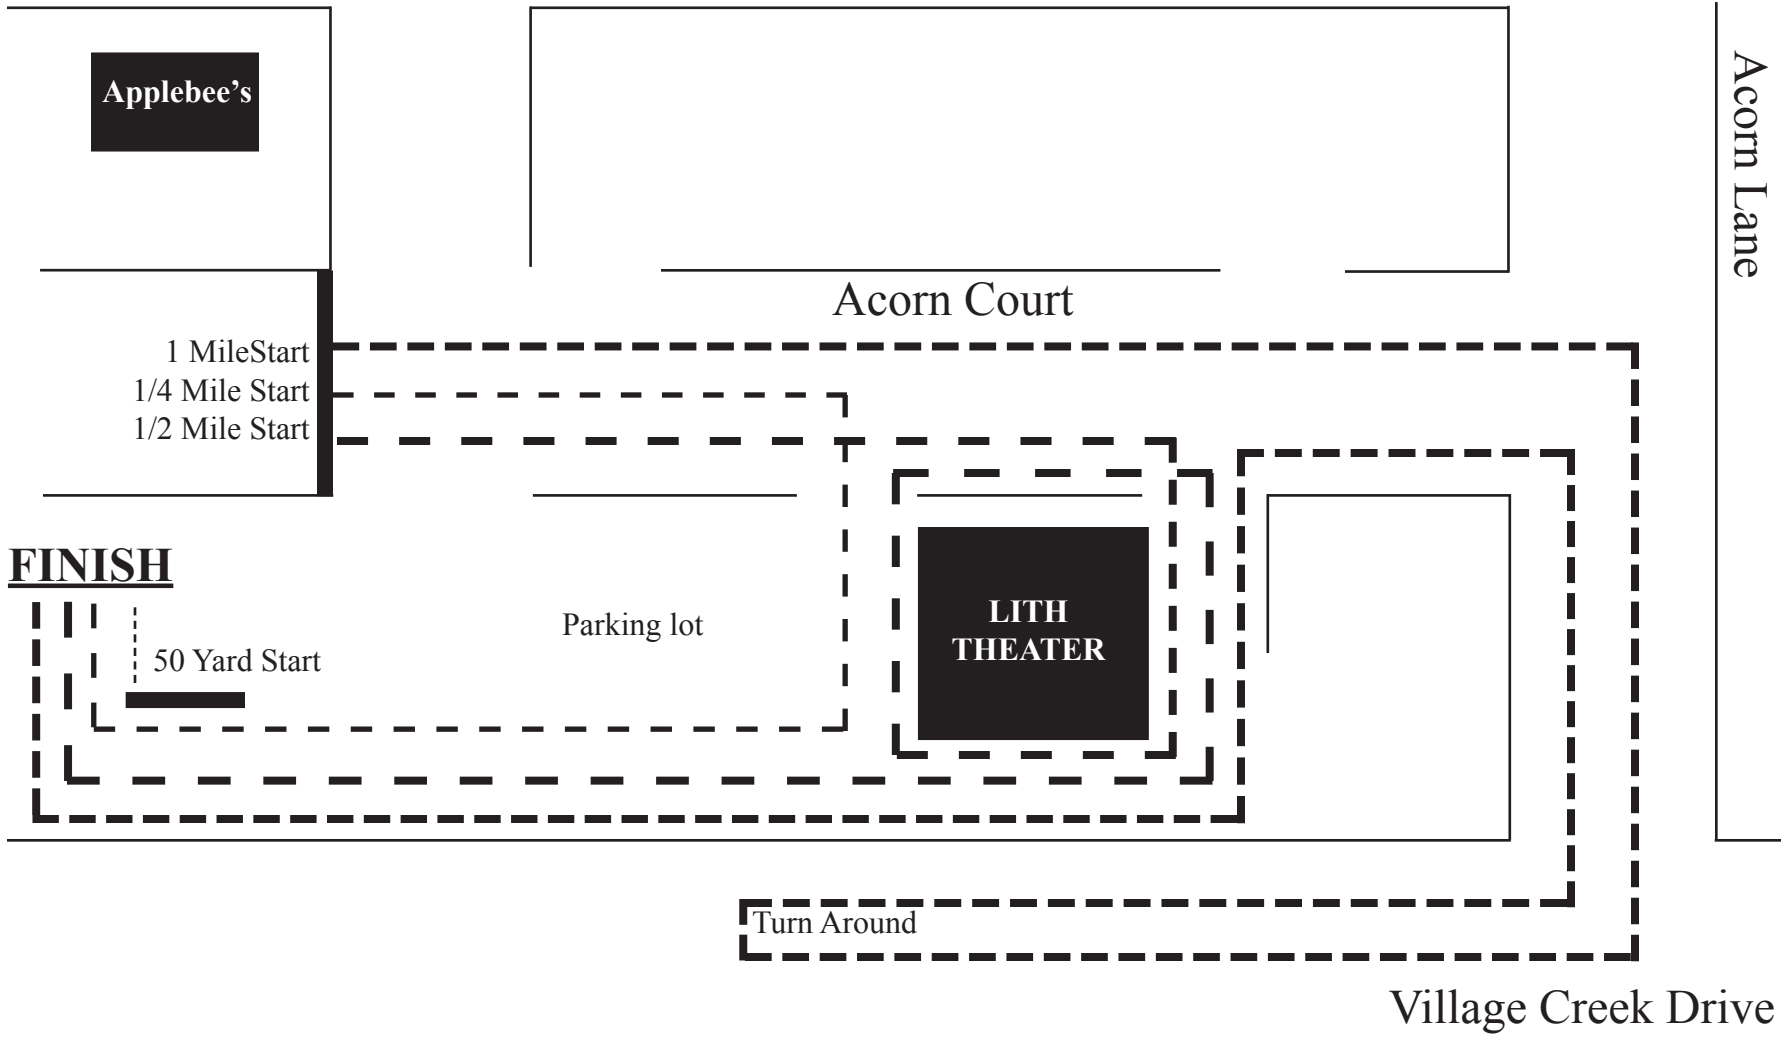 Applebee's
Acorn Lane
Acorn Court
1 MileStart
1/4 Mile Start
1/2 Mile Start
FINISH
50 Yard Start
Parking lot
LITH
THEATER
Turn Around
Village Creek Drive